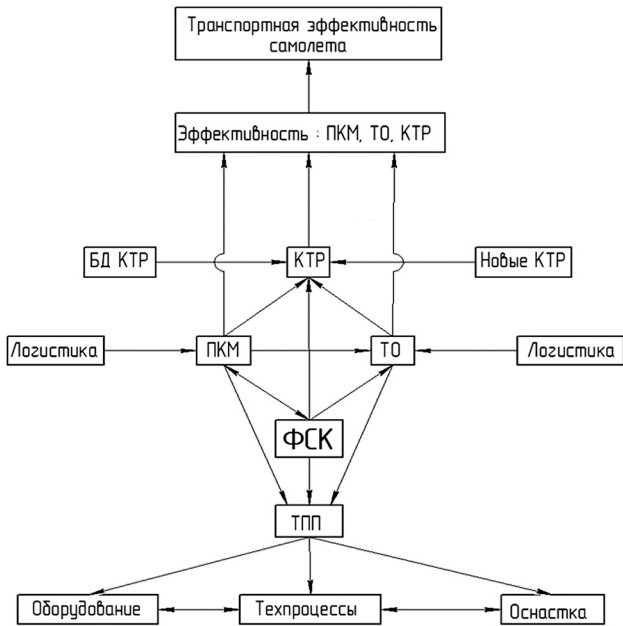 Транспортная эффективность
самолета
Эффективность : ПКМ, ТО, КТР
БД КТР
КТР
Новые КТР
Логистика
ПКМ
ТО
Логистика
ФСК
ТПП
Оборудование
Техпроцессы
Оснастка